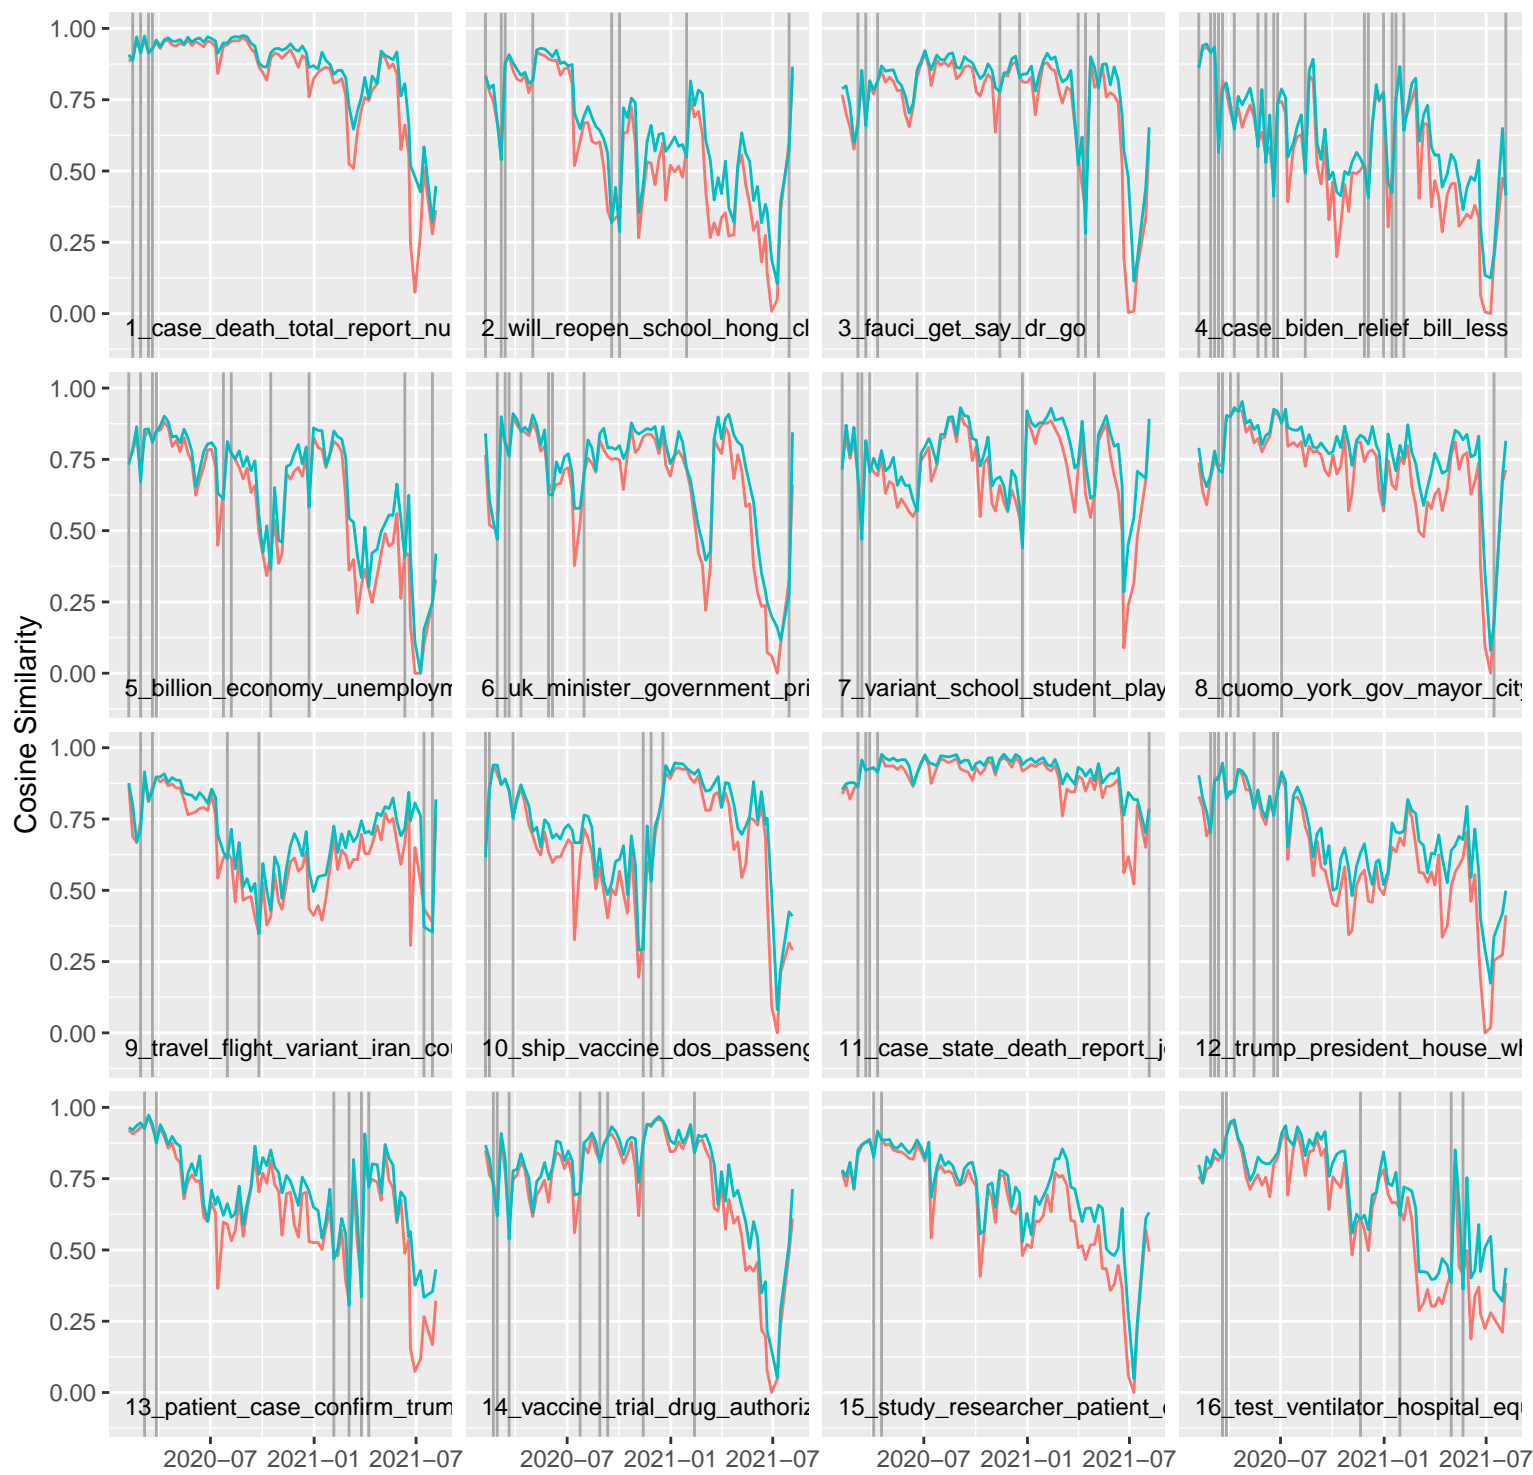 1.00
0.75
0.50
0.25
0.00
1_case_death_total_report_nu
2_will_reopen_school_hong_cl
3_fauci_get_say_dr_go
4_case_biden_relief_bill_less
1.00
0.75
0.50
0.25
0.00
5_billion_economy_unemploym
6_uk_minister_government_pri
7_variant_school_student_play
8_cuomo_york_gov_mayor_city
Cosine Similarity
1.00
0.75
0.50
0.25
0.00
9_travel_flight_variant_iran_cou
10_ship_vaccine_dos_passeng
11_case_state_death_report_j
12_trump_president_house_wh
1.00
0.75
0.50
0.25
0.00
13_patient_case_confirm_trum
14_vaccine_trial_drug_authoriz
15_study_researcher_patient_
16_test_ventilator_hospital_equ
2020-07 2021-01 2021-07
2020-07 2021-01 2021-07
2020-07 2021-01 2021-07
2020-07 2021-01 2021-07